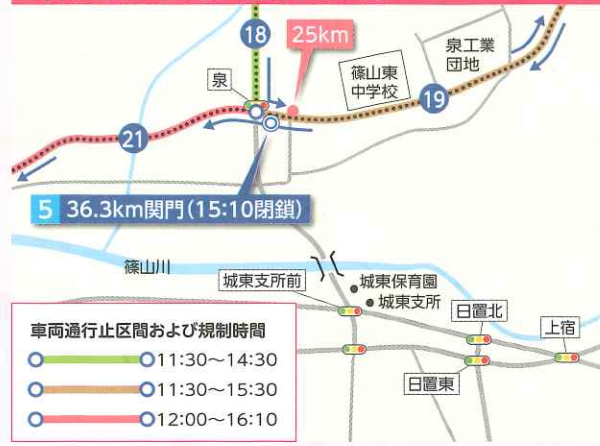 18
25km
泉工業
団地
泉
篠山東
中学校
19
21
5 36.3km関門(15:10閉鎖)
篠山川
城東支所前
城東保育園
城東支所
日置北
上宿
日置東
車両通行止区間および規制時間
11:30~14:30
11:30~15:30
12:00~16:10